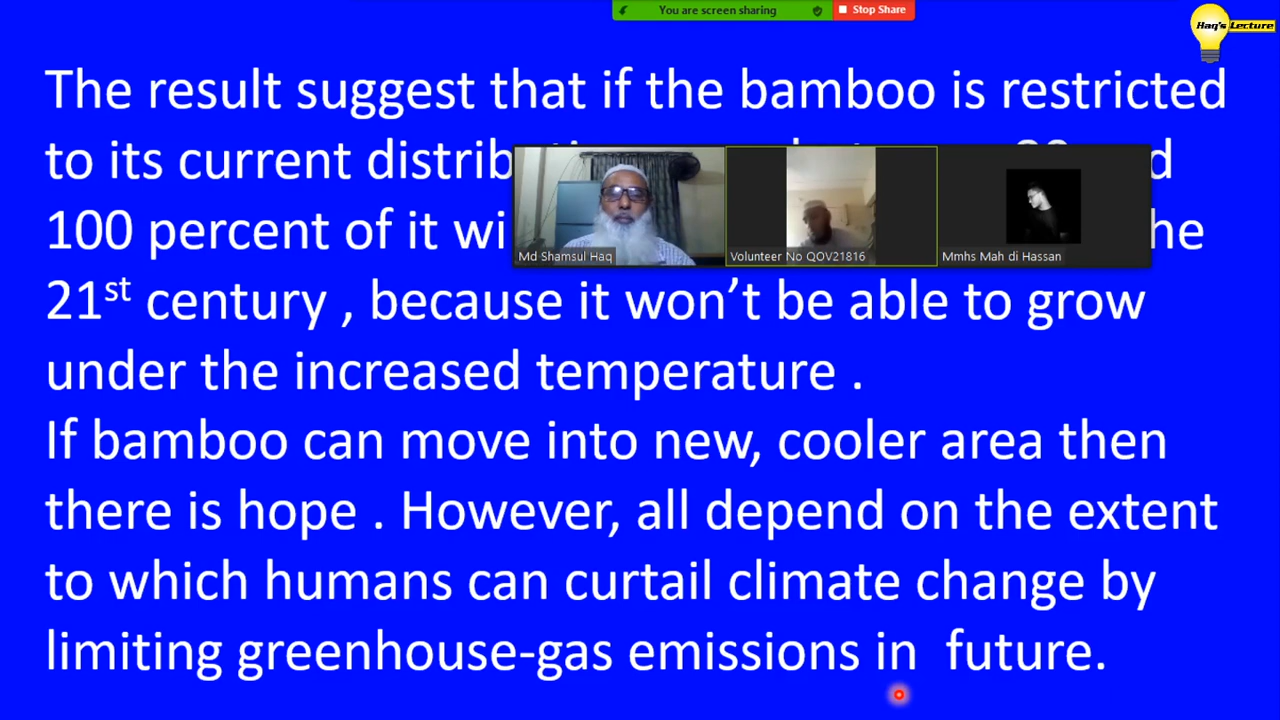 You are screen sharing
Stop Share
Haq's Lecture
The result suggest that if the bamboo is restricted
to its current distrib
100 percent of it wi he
21st century , because it won't be able to grow
under the increased temperature .
If bamboo can move into new, cooler area then
there is hope . However, all depend on the extent
to which humans can curtail climate change by
limiting greenhouse-gas emissions in future.
Md Shamsul Haq
Volunteer No QOV21816
Mmhs Mah di Hassan